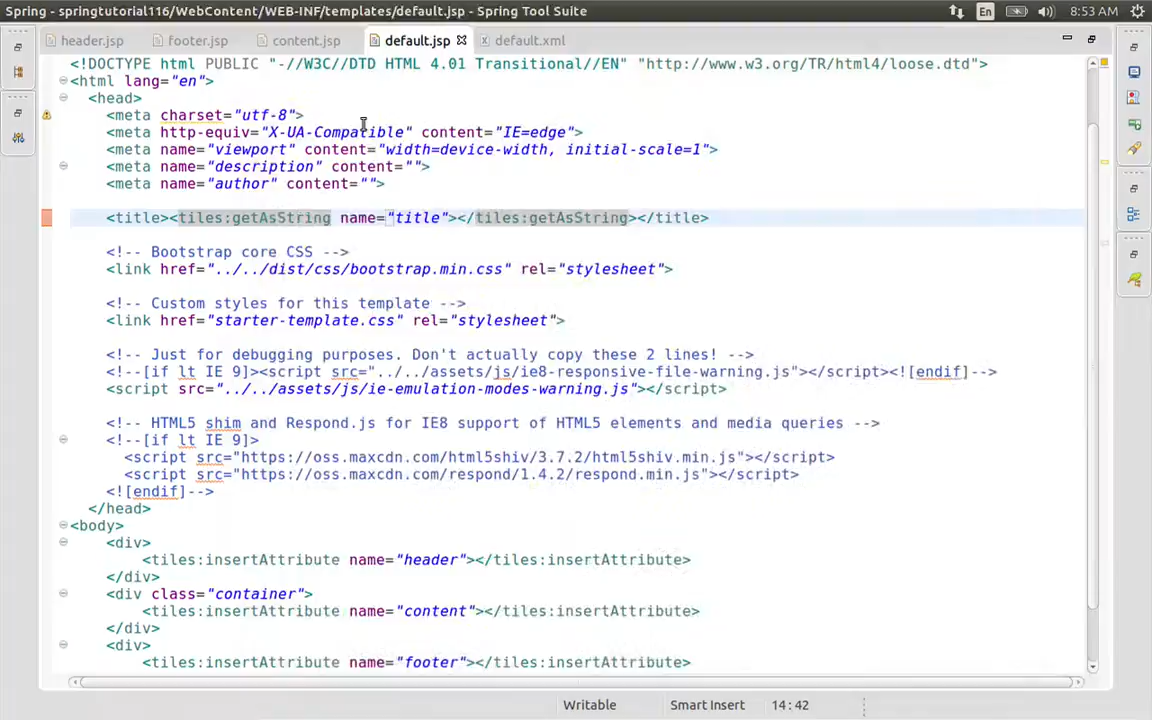 Spring - springtutorial116/WebContent/WEB-INF/templates/default.jsp - Spring Tool Suite
En
8:53 AM
header.jsp
footer.jsp
content.jsp
default.jsp
default.xml
<!DOCTYPE html PUBLIC "-//W3C//DTD HTML 4.01 Transitional//EN" "http://www.w3.org/TR/html4/loose.dtd">
<html lang="en">
<head>
<meta charset="utf-8">
<meta http-equiv="X-UA-Compatible" content="IE=edge">
<meta name="viewport" content="width=device-width, initial-scale=1">
<meta name="description" content="">
<meta name="author" content="">
<title><tiles:getAsString name="title"></tiles:getAsString></title>
<!-- Bootstrap core CSS -->
<link href="../../dist/css/bootstrap.min.css" rel="stylesheet">
<!-- Custom styles for this template -->
<link href="starter-template.css" rel="stylesheet">
<!-- Just for debugging purposes. Don't actually copy these 2 lines! -->
<!--[if lt IE 9]><script src="../../assets/js/ie8-responsive-file-warning.js"></script><![endif]-->
<script src="../../assets/js/ie-emulation-modes-warning.js"></script>
<!-- HTML5 shim and Respond.js for IE8 support of HTML5 elements and media queries -->
<!--[if lt IE 9]>
<script src="https://oss.maxcdn.com/html5shiv/3.7.2/html5shiv.min.js"></script>
<script src="https://oss.maxcdn.com/respond/1.4.2/respond.min.js"></script>
<![endif]-->
</head>
<body>
<div>
<tiles:insertAttribute name="header"></tiles:insertAttribute>
</div>
<div class="container">
<tiles:insertAttribute name="content"></tiles:insertAttribute>
</div>
<div>
<tiles:insertAttribute name="footer"></tiles:insertAttribute>
Writable
Smart Insert
14 : 42